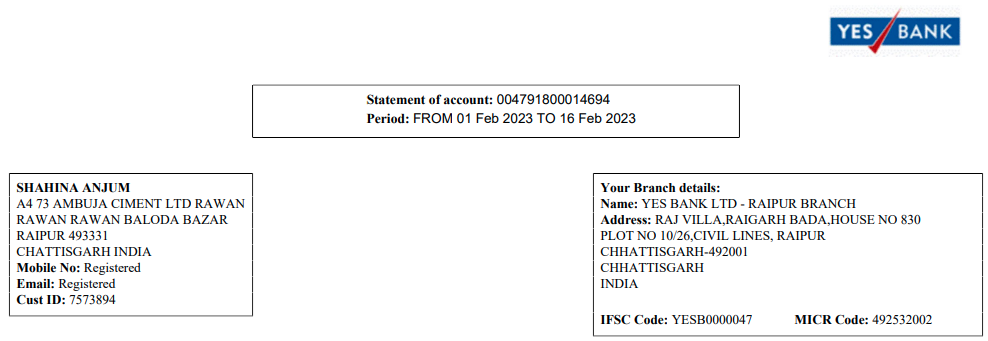 YES BANK
Statement of account: 004791800014694
Period: FROM 01 Feb 2023 TO 16 Feb 2023
SHAHINA ANJUM
A4 73 AMBUJA CIMENT LTD RAWAN
RAWAN RAWAN BALODA BAZAR
RAIPUR 493331
CHATTISGARH INDIA
Mobile No: Registered
Email: Registered
Cust ID: 7573894
Your Branch details:
Name: YES BANK LTD - RAIPUR BRANCH
Address: RAJ VILLA,RAIGARH BADA,HOUSE NO 830
PLOT NO 10/26,CIVIL LINES, RAIPUR
CHHATTISGARH-492001
CHHATTISGARH
INDIA
IFSC Code: YESB0000047 MICR Code: 492532002